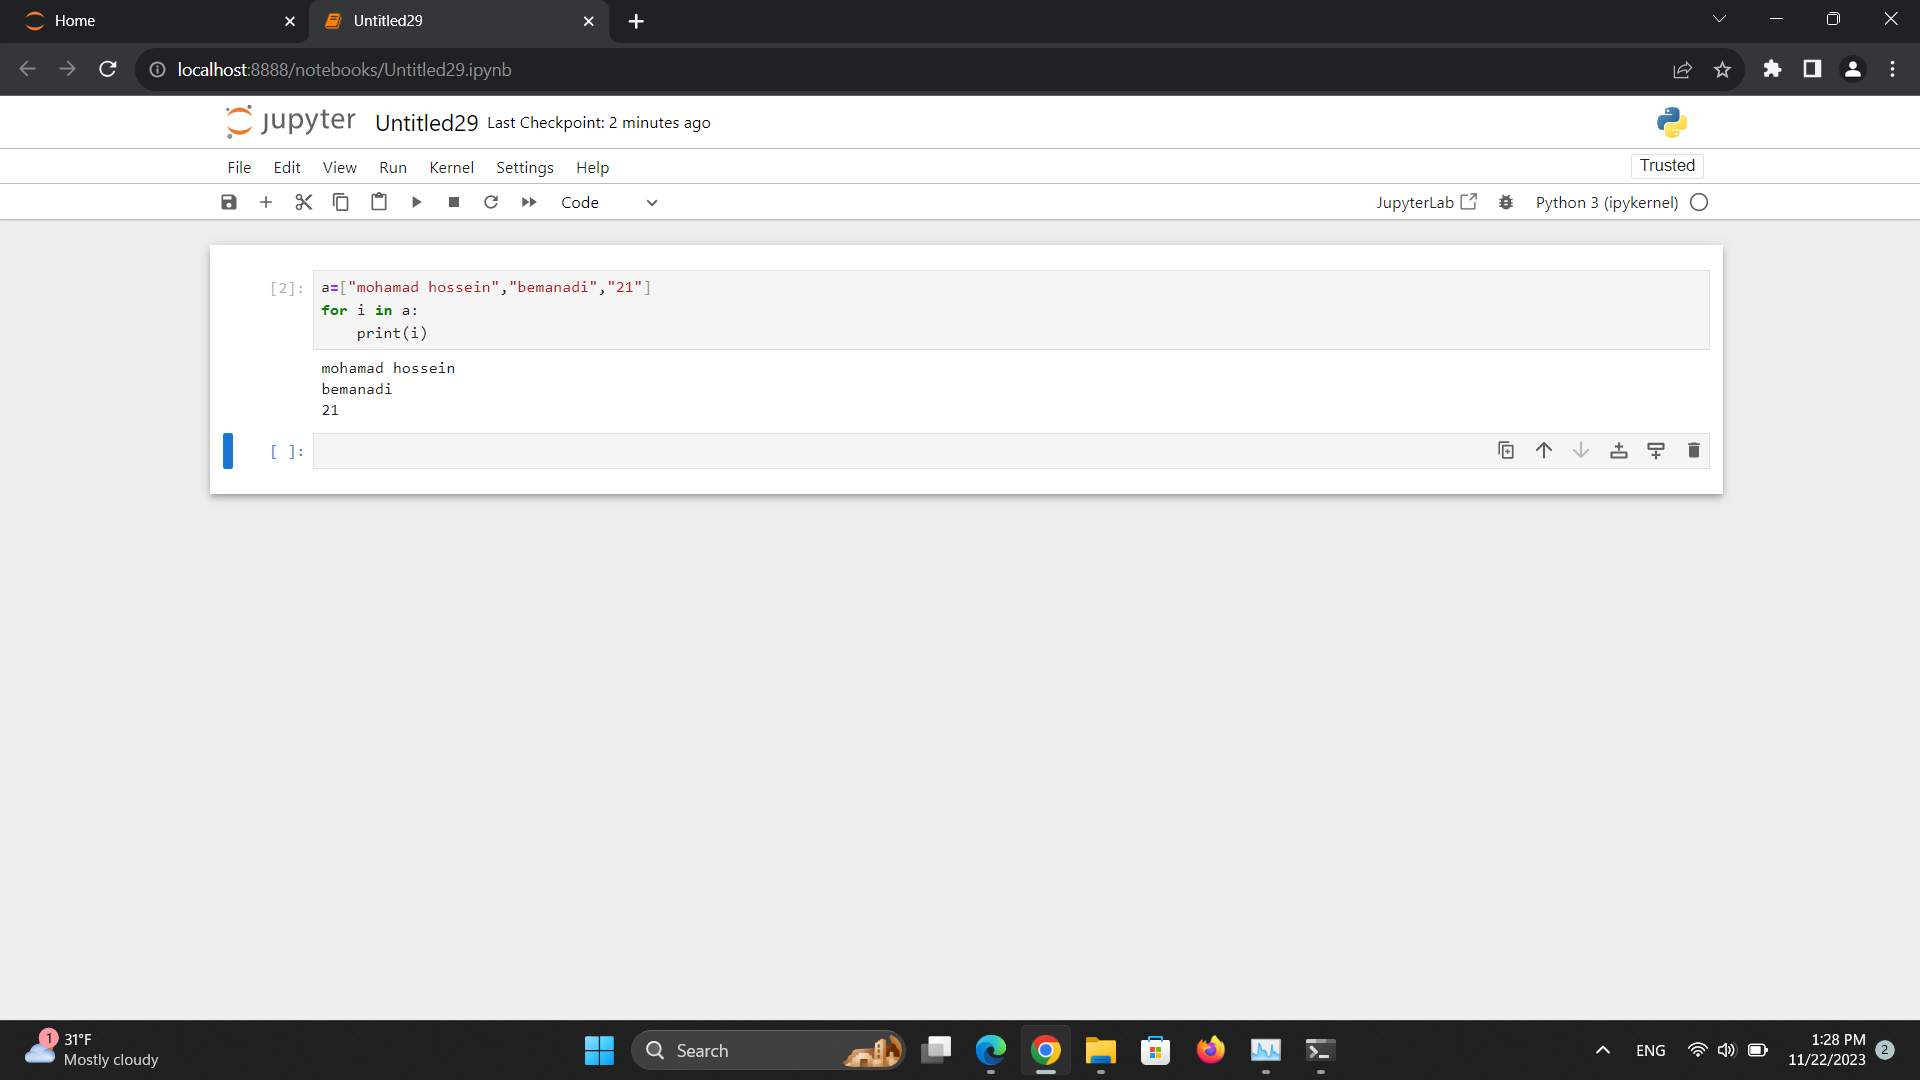 Home
Untitled29
localhost:8888/notebooks/Untitled29.ipynb
jupyter Untitled29 Last Checkpoint: 2 minutes ago
File Edit View Run Kernel Settings Help Trusted
Code JupyterLab Python 3 (ipykernel)
[2]: a=["mohamad hossein","bemanadi","21"]
for i in a:
    print(i)
mohamad hossein
bemanadi
21
[ ]:
1 31°F
Mostly cloudy
Search
ENG
1:28 PM
11/22/2023
2